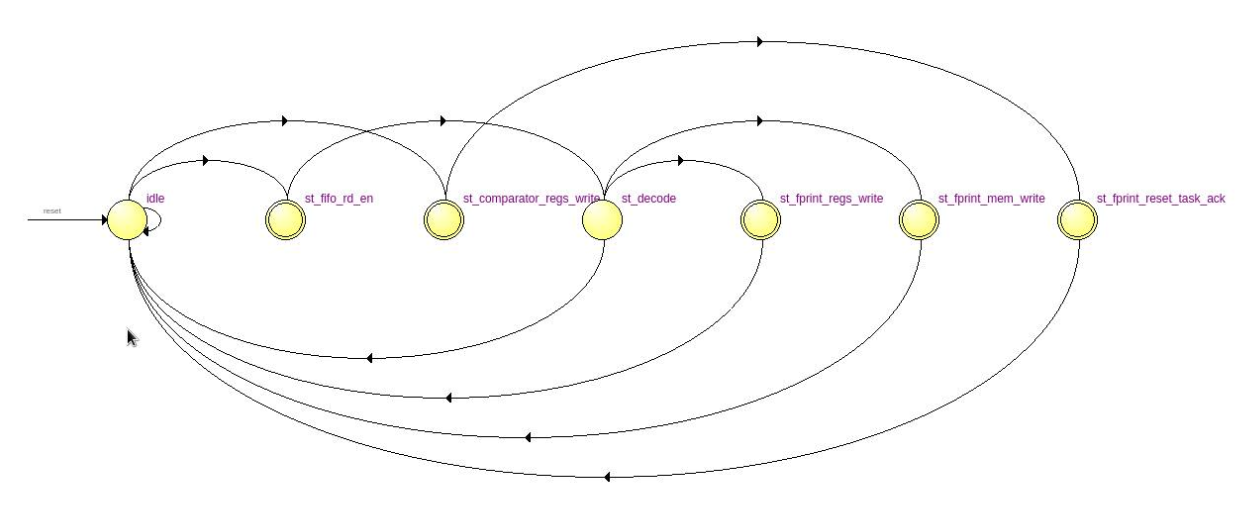 reset
idle
st_fifo_rd_en
st_comparator_regs_write
st_decode
st_fprint_regs_write
st_fprint_mem_write
st_fprint_reset_task_ack